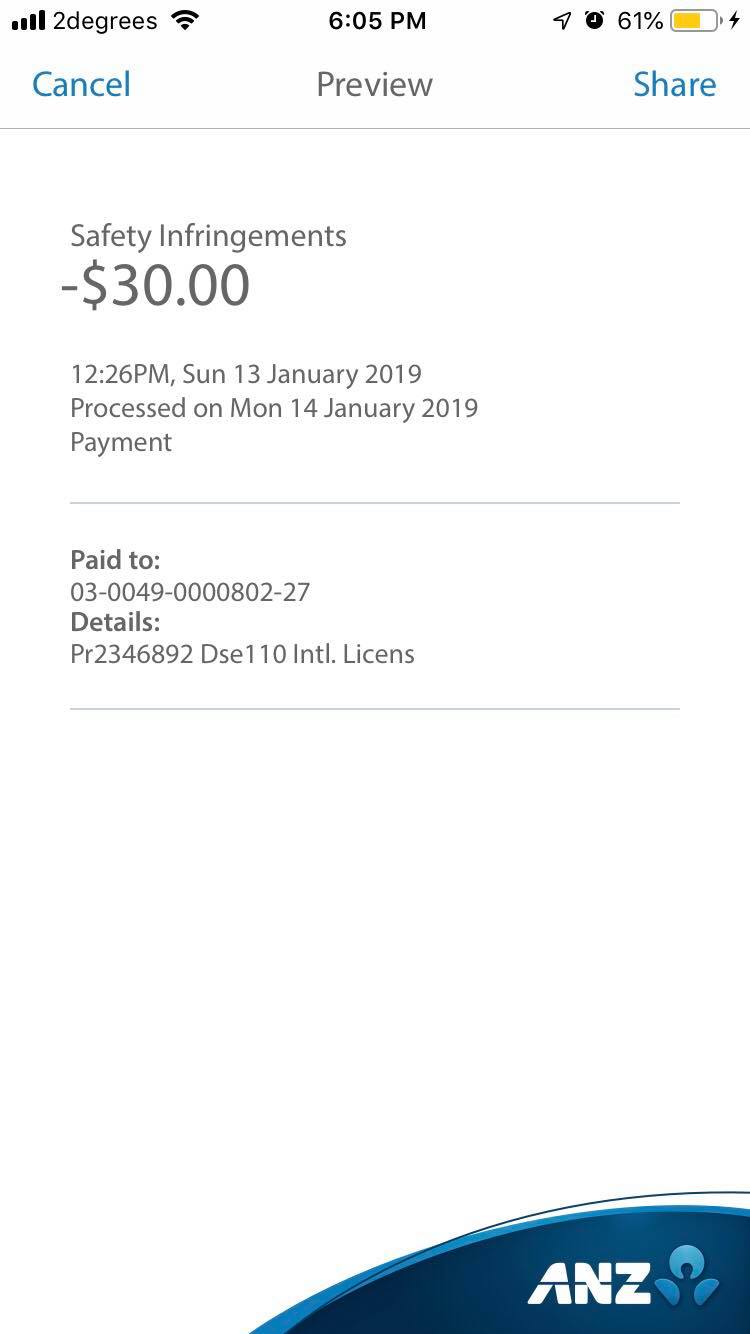 2degrees 6:05 PM 61%
Cancel Preview Share
Safety Infringements
-$30.00
12:26PM, Sun 13 January 2019
Processed on Mon 14 January 2019
Payment
Paid to:
03-0049-0000802-27
Details:
Pr2346892 Dse110 Intl. Licens
ANZ